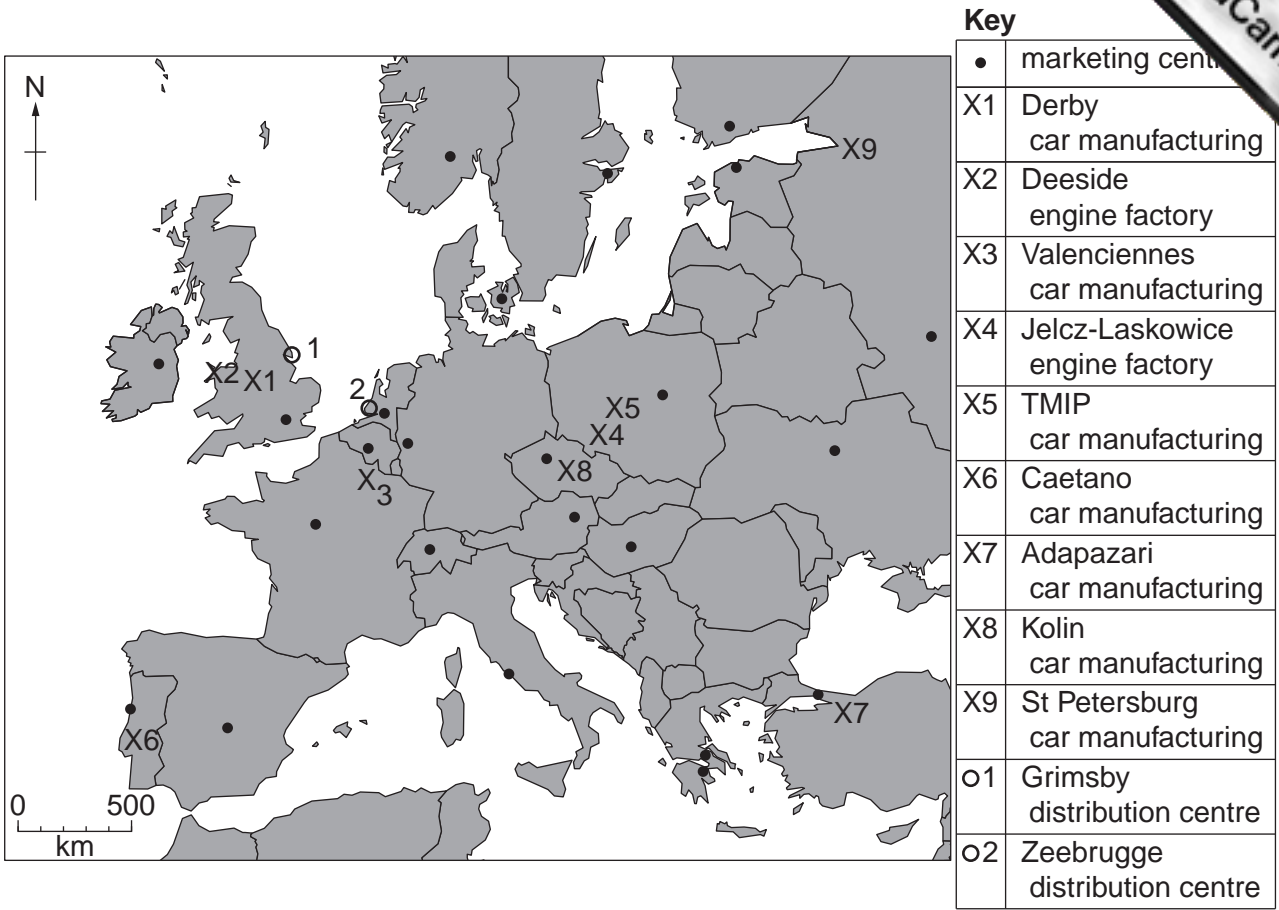 Key
marketing
X1 Derby
car manufacturing
X2 Deeside
engine factory
X3 Valenciennes
car manufacturing
X4 Jelcz-Laskowice
engine factory
X5 TMIP
car manufacturing
X6 Caetano
car manufacturing
X7 Adapazari
car manufacturing
X8 Kolin
car manufacturing
X9 St Petersburg
car manufacturing
1 Grimsby
distribution centre
2 Zeebrugge
distribution centre
N
X9
1
X2 X1
2
X5
X4
X8
X3
X7
X6
0 500
km